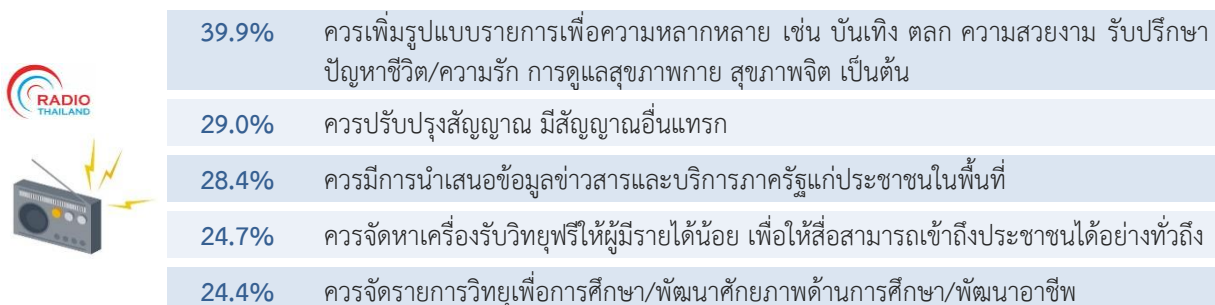 39.9% ควรเพิ่มรูปแบบรายการเพื่อความหลากหลาย เช่น บันเทิง ตลก ความสวยงาม รับปรึกษา
ปัญหาชีวิต/ความรัก การดูแลสุขภาพกาย สุขภาพจิต เป็นต้น
RADIO
THAILAND
29.0% ควรปรับปรุงสัญญาณ มีสัญญาณอื่นแทรก
28.4% ควรมีการนำเสนอข้อมูลข่าวสารและบริการภาครัฐแก่ประชาชนในพื้นที่
24.7% ควรจัดหาเครื่องรับวิทยุฟรีให้ผู้มีรายได้น้อย เพื่อให้สื่อสามารถเข้าถึงประชาชนได้อย่างทั่วถึง
24.4% ควรจัดรายการวิทยุเพื่อการศึกษา/พัฒนาศักยภาพด้านการศึกษา/พัฒนาอาชีพ